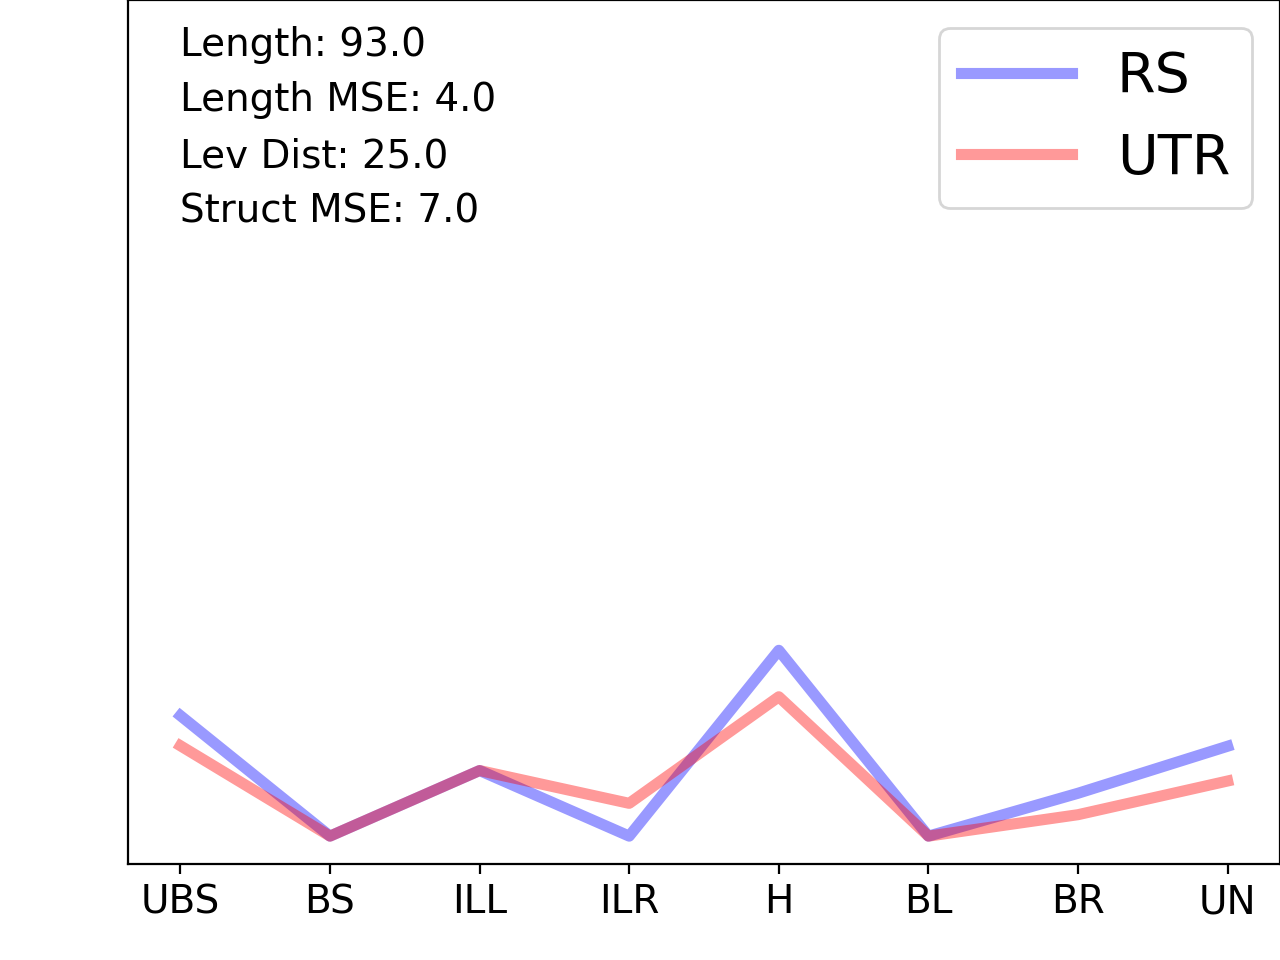 Length: 93.0
Length MSE: 4.0
Lev Dist: 25.0
Struct MSE: 7.0
RS
UTR
UBS BS ILL ILR H BL BR UN